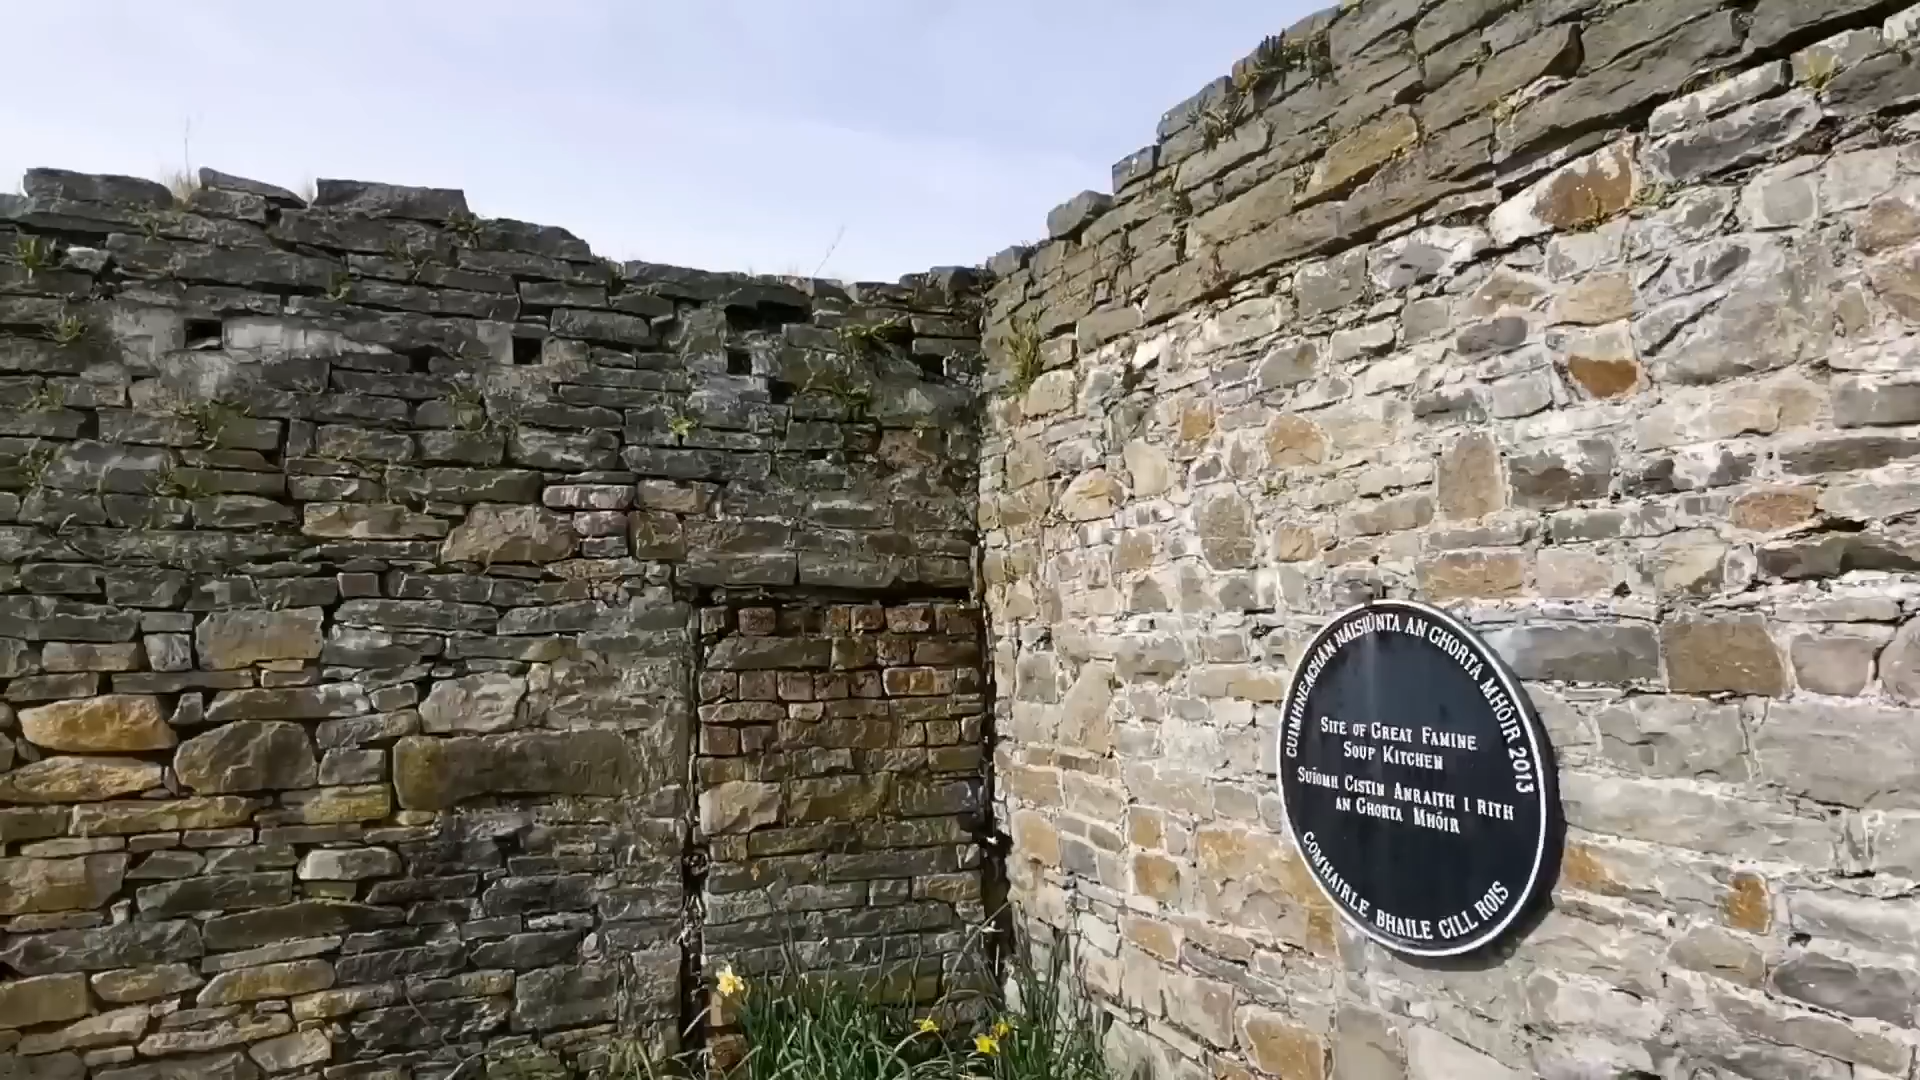 CUIMHNEACHÁN NÁISIÚNTA AN GHORTA MHÓIR 2013
SITE OF GREAT FAMINE
SOUP KITCHEN
SUÍOMH CISTIN ANRAITH I RITH
AN GHORTA MHÓIR
COMHAIRLE BHAILE CILL ROIS